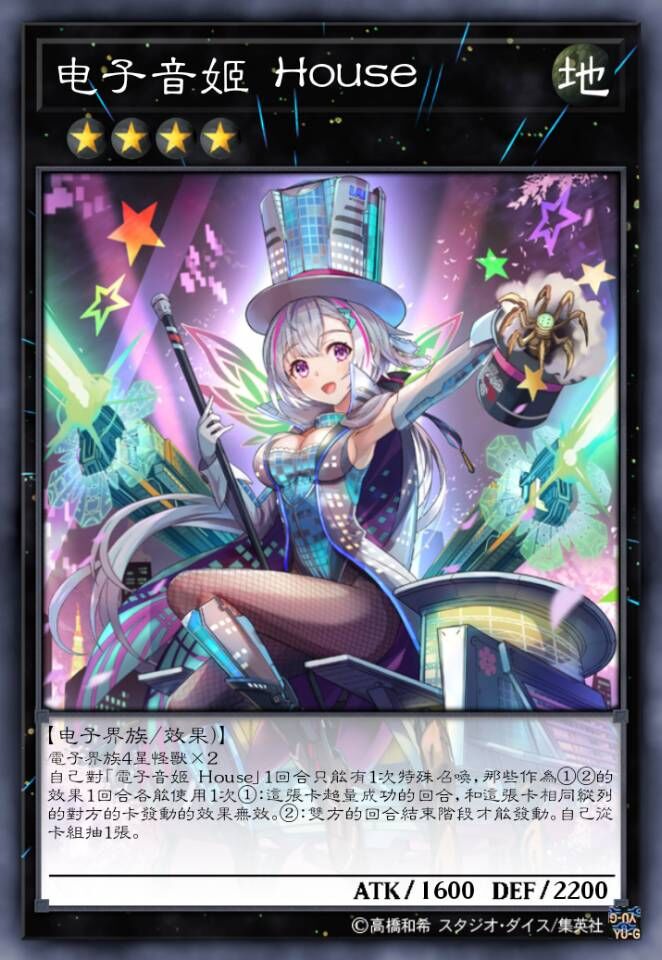 电子音姬 House
地
【电子界族/效果)】
電子界族4星怪獸×2
自己對「電子音姬 House」1回合只能有1次特殊召喚,那些作為①②的
效果1回合各能使用1次①:這張卡超量成功的回合,和這張卡相同縱列
的對方的卡發動的效果無效。②:雙方的回合結束階段才能發動。自己從
卡組抽1張。
ATK/1600 DEF/2200
©高橋和希 スタジオ・ダイス/集英社